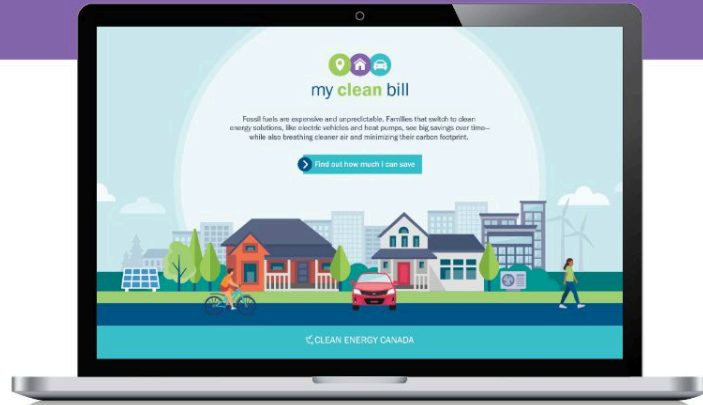 my clean bill
Fossil fuels are expensive and unpredictable. Families that switch to clean
energy solutions, like electric vehicles and heat pumps, see big savings over time—
while also breathing cleaner air and minimizing their carbon footprint.
Find out how much I can save
CLEAN ENERGY CANADA